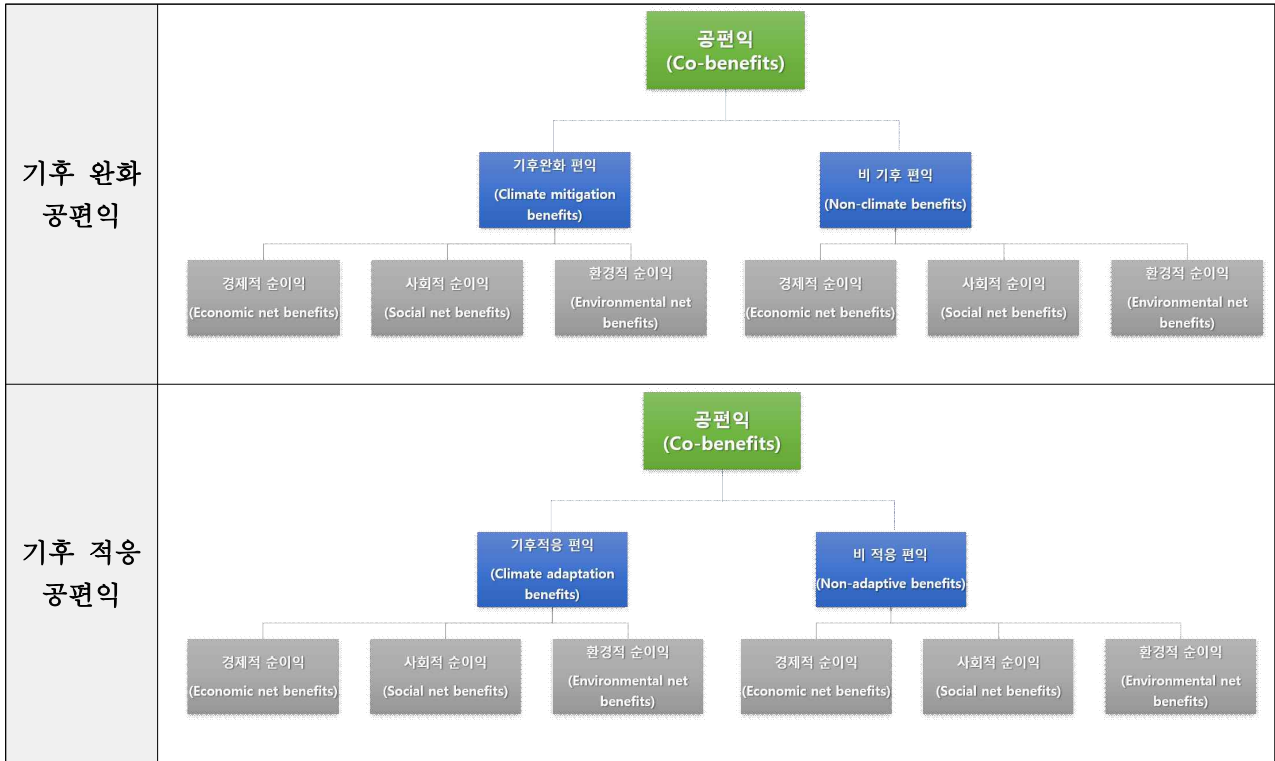 기후 완화
공편익
공편익
(Co-benefits)
기후완화 편익
(Climate mitigation
benefits)
비 기후 편익
(Non-climate benefits)
경제적 순이익
(Economic net benefits)
사회적 순이익
(Social net benefits)
환경적 순이익
(Environmental net
benefits)
경제적 순이익
(Economic net benefits)
사회적 순이익
(Social net benefits)
환경적 순이익
(Environmental net
benefits)
기후 적응
공편익
공편익
(Co-benefits)
기후적응 편익
(Climate adaptation
benefits)
비 적응 편익
(Non-adaptive benefits)
경제적 순이익
(Economic net benefits)
사회적 순이익
(Social net benefits)
환경적 순이익
(Environmental net
benefits)
경제적 순이익
(Economic net benefits)
사회적 순이익
(Social net benefits)
환경적 순이익
(Environmental net
benefits)